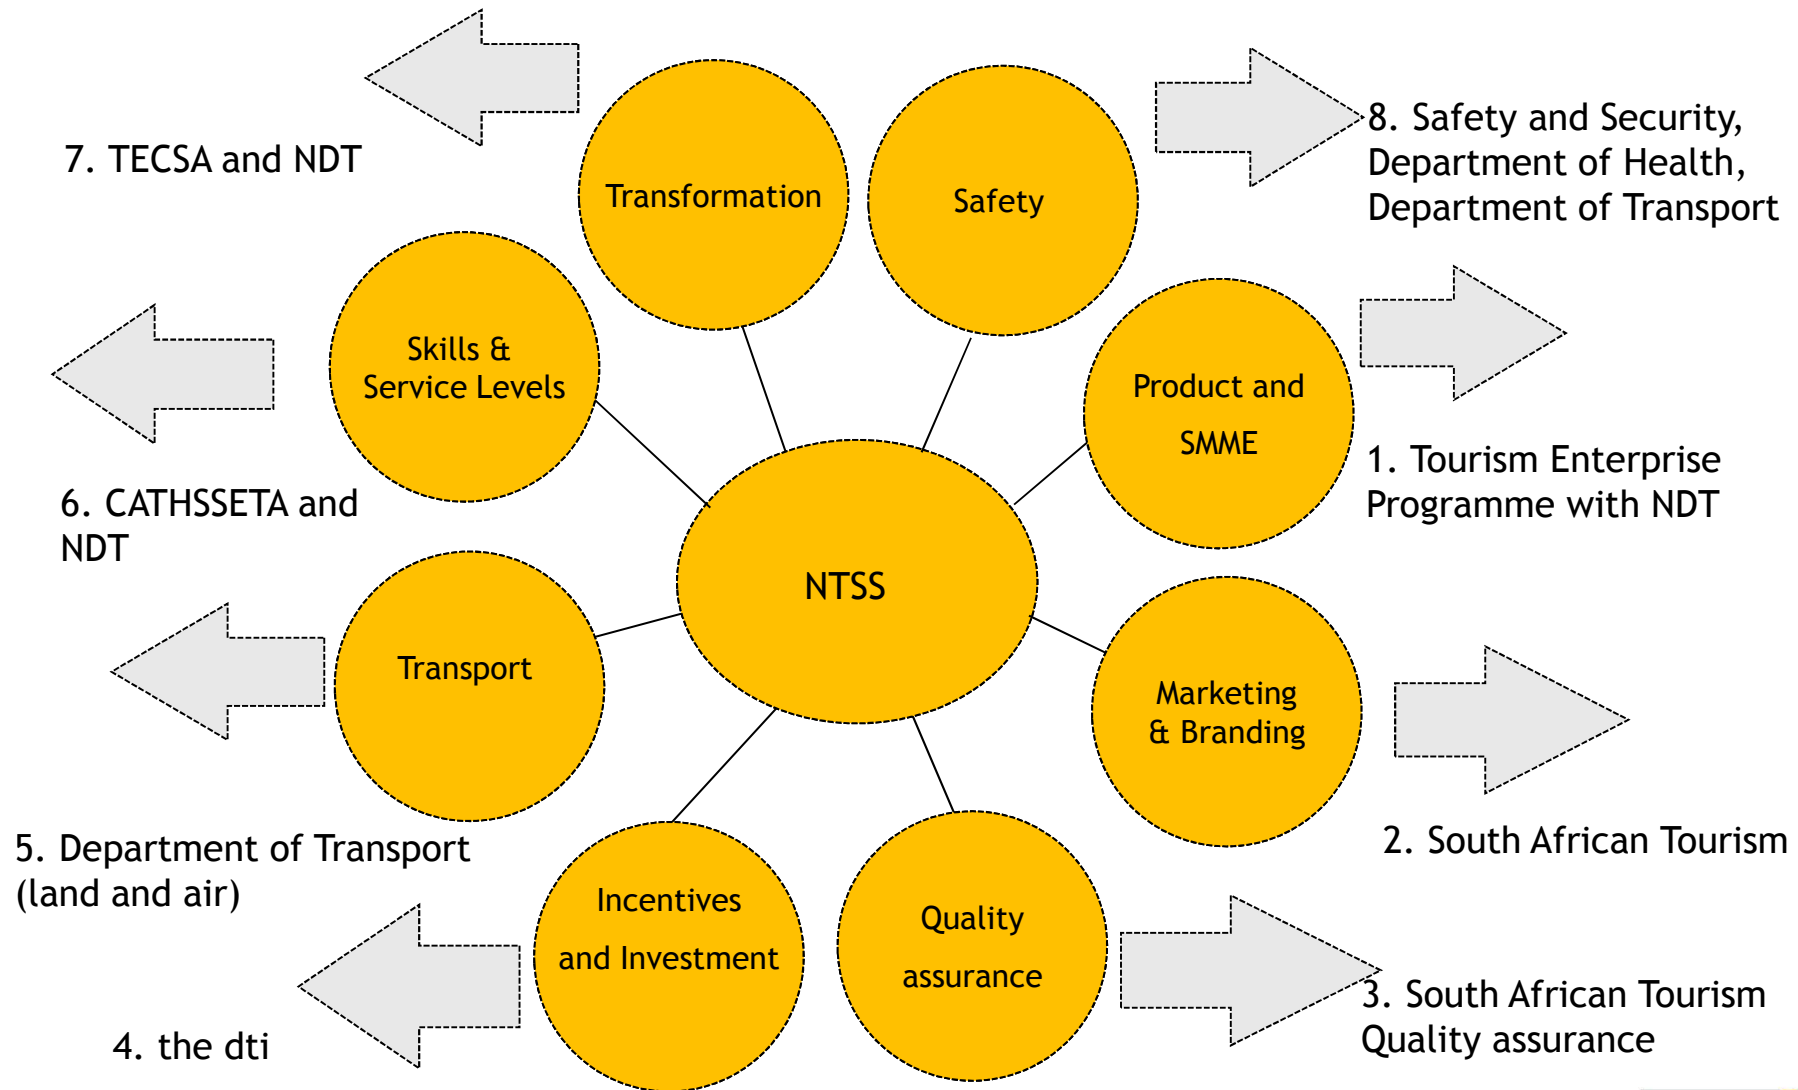 Transformation
Safety
8. Safety and Security,
Department of Health,
Department of Transport
7. TECSA and NDT
Skills &
Service Levels
Product and
SMME
1. Tourism Enterprise
Programme with NDT
6. CATHSSETA and
NDT
NTSS
Transport
Marketing
& Branding
2. South African Tourism
5. Department of Transport
(land and air)
Incentives
and Investment
Quality
assurance
3. South African Tourism
Quality assurance
4. the dti